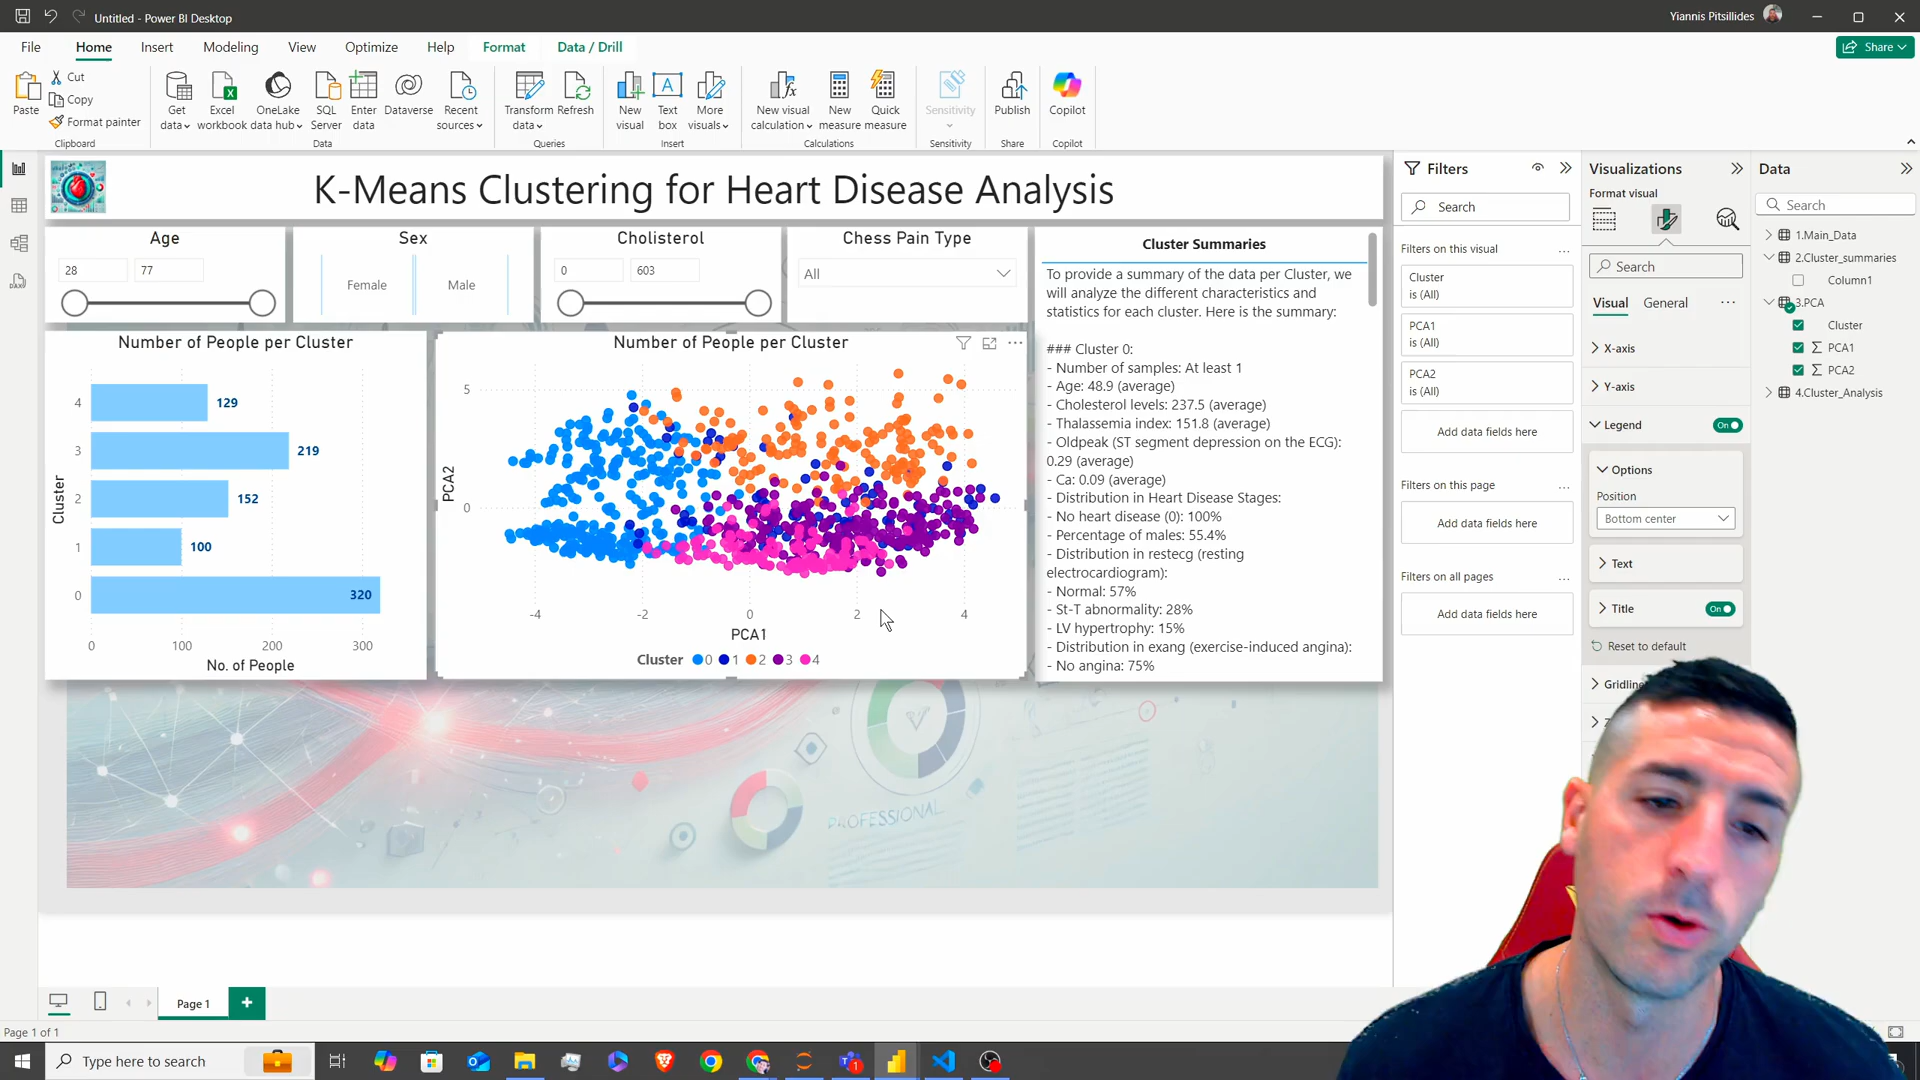 Untitled - Power BI Desktop
Yiannis Pitsillides
File
Home
Insert
Modeling
View
Optimize
Help
Format
Data / Drill
Share
Paste
Cut
Copy
Format painter
Clipboard
Get data
Excel workbook
OneLake data hub
SQL Server
Enter data
Dataverse
Recent sources
Data
Transform data
Refresh
Queries
New visual
Text box
More visuals
Insert
New visual calculation
New measure
Quick measure
Calculations
Sensitivity
Sensitivity
Publish
Share
Copilot
Copilot
K-Means Clustering for Heart Disease Analysis
Age
28
77
Sex
Female
Male
Cholisterol
0
603
Chess Pain Type
All
Number of People per Cluster
Cluster
4
129
3
219
2
152
1
100
0
320
0
100
200
300
No. of People
Number of People per Cluster
PCA2
5
0
-4
-2
0
2
4
PCA1
Cluster 0 1 2 3 4
Cluster Summaries
To provide a summary of the data per Cluster, we
will analyze the different characteristics and
statistics for each cluster. Here is the summary:
### Cluster 0:
- Number of samples: At least 1
- Age: 48.9 (average)
- Cholesterol levels: 237.5 (average)
- Thalassemia index: 151.8 (average)
- Oldpeak (ST segment depression on the ECG):
0.29 (average)
- Ca: 0.09 (average)
- Distribution in Heart Disease Stages:
- No heart disease (0): 100%
- Percentage of males: 55.4%
- Distribution in restecg (resting
electrocardiogram):
- Normal: 57%
- St-T abnormality: 28%
- LV hypertrophy: 15%
- Distribution in exang (exercise-induced angina):
- No angina: 75%
PROFESSIONAL
Filters
Search
Filters on this visual
Cluster
is (All)
PCA1
is (All)
PCA2
is (All)
Add data fields here
Filters on this page
Add data fields here
Filters on all pages
Add data fields here
Visualizations
Format visual
Search
Visual
General
X-axis
Y-axis
Legend
On
Options
Position
Bottom center
Text
Title
On
Reset to default
Data
Search
1.Main_Data
2.Cluster_summaries
Column1
3.PCA
Cluster
PCA1
PCA2
4.Cluster_Analysis
Page 1
Page 1 of 1
Type here to search